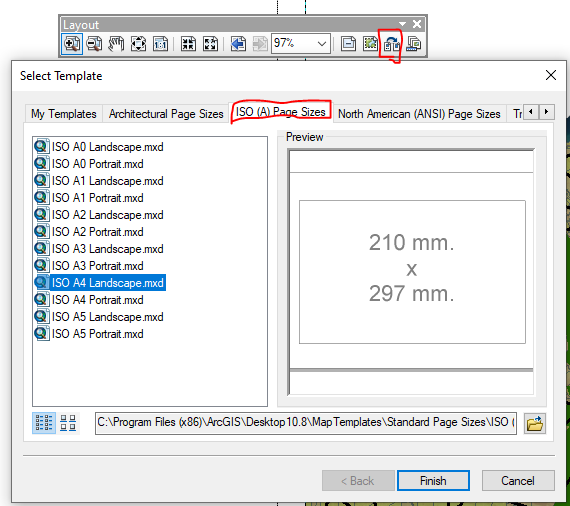 Layout
97%
Select Template
My Templates
Architectural Page Sizes
ISO (A) Page Sizes
North American (ANSI) Page Sizes
Tr
ISO A0 Landscape.mxd
ISO A0 Portrait.mxd
ISO A1 Landscape.mxd
ISO A1 Portrait.mxd
ISO A2 Landscape.mxd
ISO A2 Portrait.mxd
ISO A3 Landscape.mxd
ISO A3 Portrait.mxd
ISO A4 Landscape.mxd
ISO A4 Portrait.mxd
ISO A5 Landscape.mxd
ISO A5 Portrait.mxd
Preview
210 mm.
x
297 mm.
C:\Program Files (x86)\ArcGIS\Desktop10.8\MapTemplates\Standard Page Sizes\ISO (
< Back
Finish
Cancel